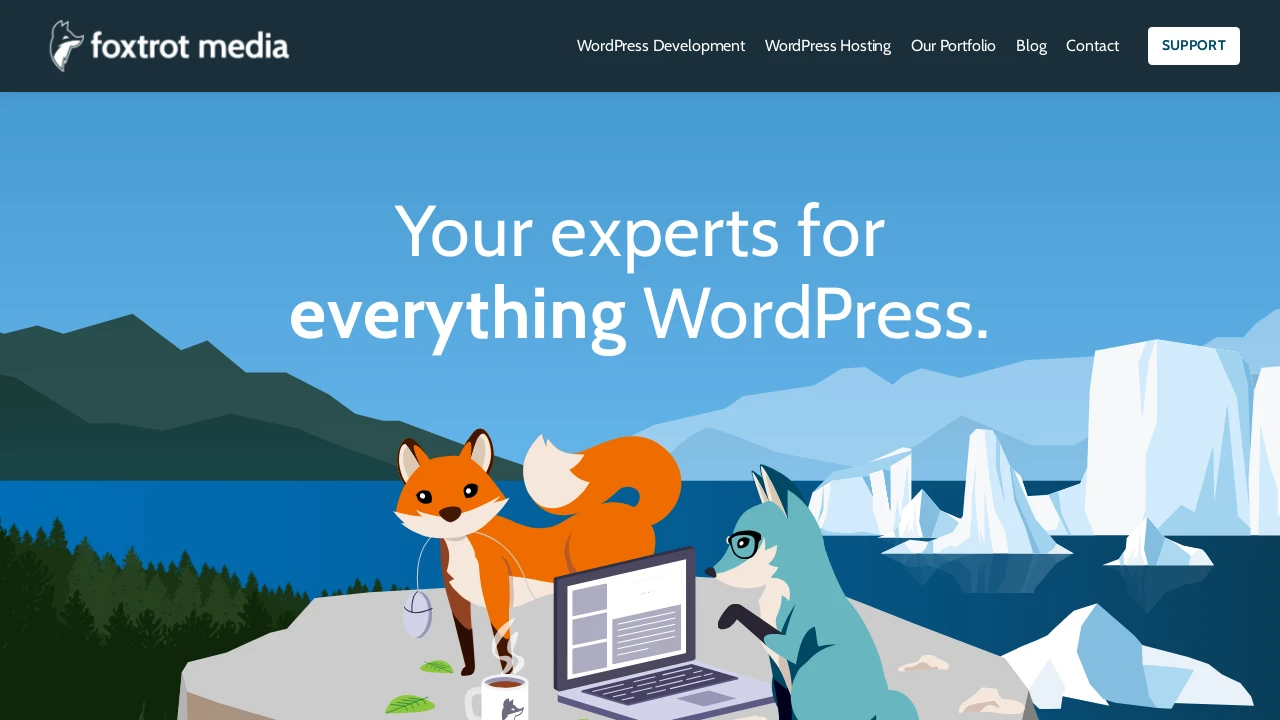 foxtrot media
WordPress Development
WordPress Hosting
Our Portfolio
Blog
Contact
SUPPORT
Your experts for
everything WordPress.